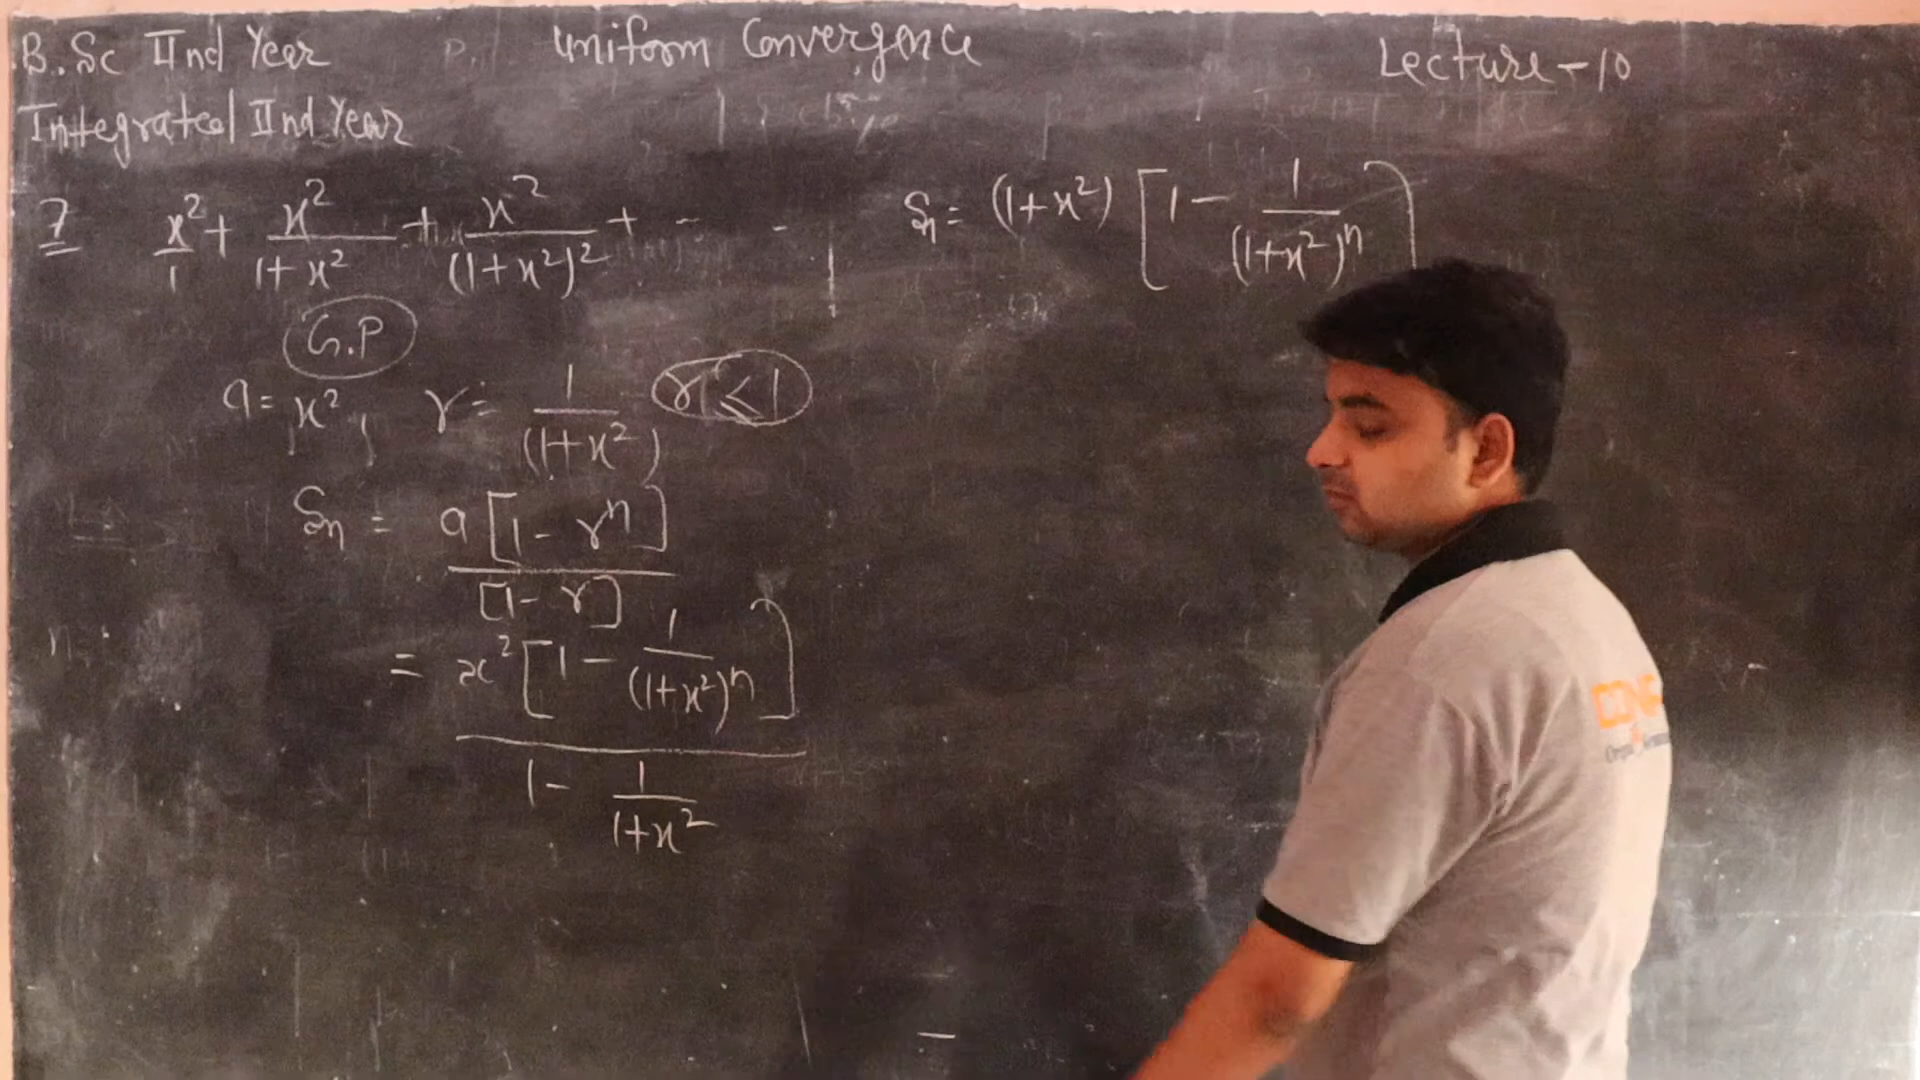 B.Sc IInd Year
Uniform Convergence
Lecture-10
Integrated IInd Year
7 x²/1 + x²/(1+x²) + x²/(1+x²)² + - -
G.P
a = x², r = 1/(1+x²) r < 1
Sn = a[1 - rⁿ]/[1 - r]
= x²[1 - 1/(1+x²)ⁿ]
1 - 1/(1+x²)
Sn = (1+x²)[1 - 1/(1+x²)ⁿ]